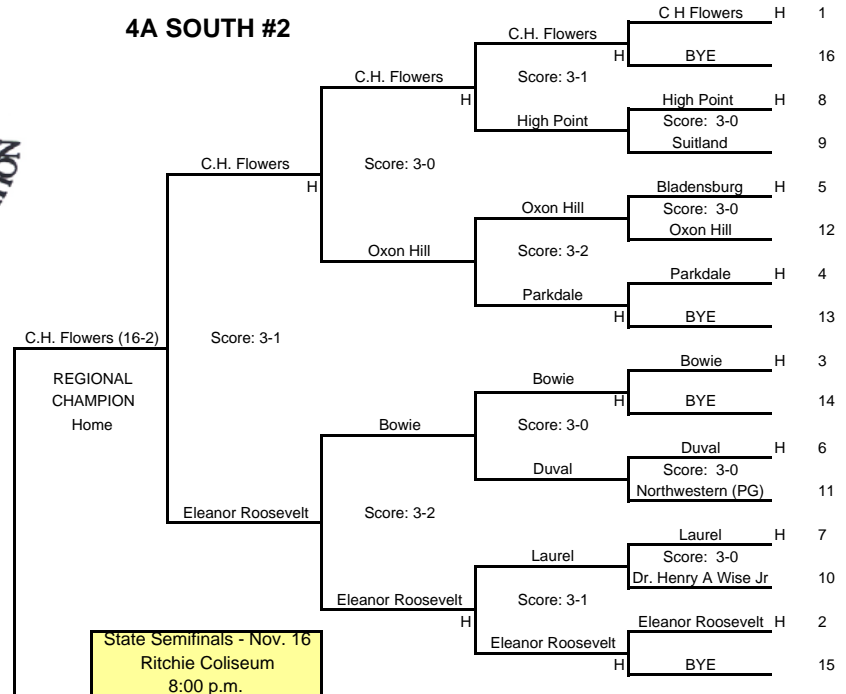 4A SOUTH #2
C H Flowers H 1
C.H. Flowers
H BYE 16
C.H. Flowers Score: 3-1
H High Point H 8
High Point Score: 3-0
Suitland 9
C.H. Flowers Score: 3-0
H Bladensburg H 5
Oxon Hill Score: 3-0
Oxon Hill 12
Oxon Hill Score: 3-2
Parkdale H 4
Parkdale
H BYE 13
C.H. Flowers (16-2) Score: 3-1
REGIONAL
CHAMPION
Home
Bowie H 3
Bowie
H BYE 14
Bowie Score: 3-0
Duval H 6
Duval Score: 3-0
Northwestern (PG) 11
Eleanor Roosevelt Score: 3-2
Laurel H 7
Laurel Score: 3-0
Dr. Henry A Wise Jr 10
Eleanor Roosevelt Score: 3-1
H Eleanor Roosevelt H 2
Eleanor Roosevelt
H BYE 15
State Semifinals - Nov. 16
Ritchie Coliseum
8:00 p.m.